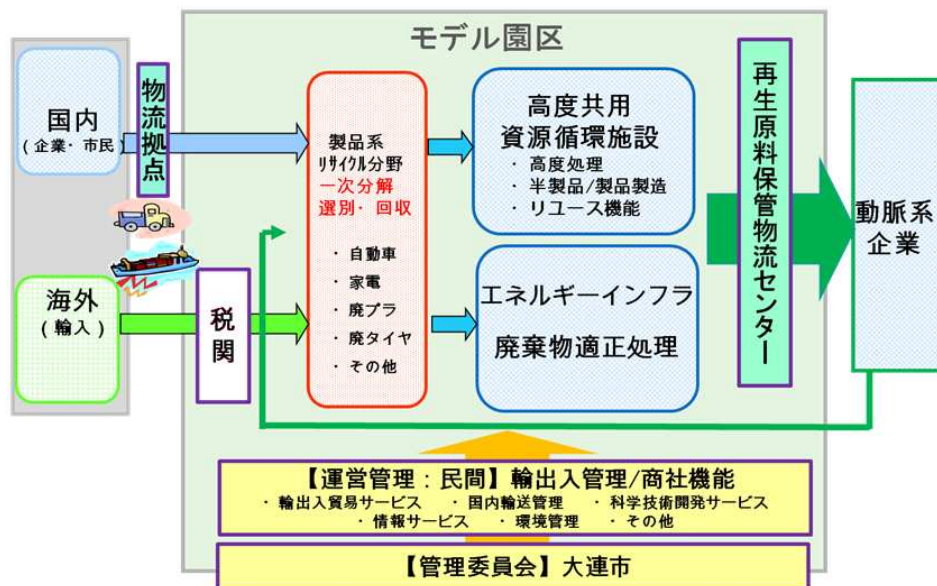 モデル園区
国内
(企業・市民)
物流拠点
海外
(輸入)
税関
製品系
リサイクル分野
一次分解
選別・回収
・自動車
・家電
・廃プラ
・廃タイヤ
・その他
高度共用
資源循環施設
・高度処理
・半製品/製品製造
・リユース機能
エネルギーインフラ
廃棄物適正処理
再生原料保管物流センター
動脈系
企業
【運営管理:民間】輸出入管理/商社機能
・輸出入貿易サービス ・国内輸送管理 ・科学技術開発サービス
・情報サービス ・環境管理 ・その他
【管理委員会】大連市